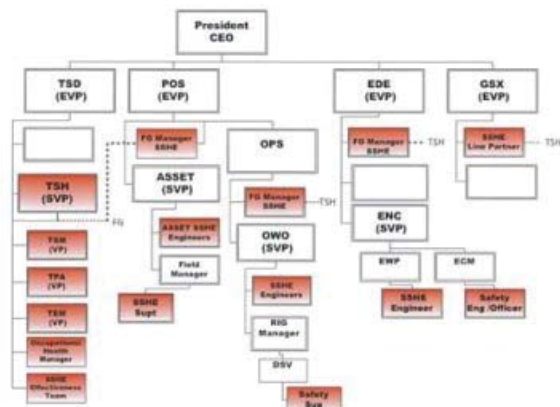 President
CEO
TSD
(EVP)
POS
(EVP)
EDE
(EVP)
GSX
(EVP)
FG Manager
SSHE
OPS
FG Manager
SSHE
TSH
SSHE
Line Partner
TSH
TSH
(SVP)
FG
ASSET
(SVP)
FG Manager
SSHE
TSH
ENC
(SVP)
TSM
(VP)
ASSET SSHE
Engineers
OWO
(SVP)
EWP
ECM
TPA
(VP)
Field
Manager
SSHE
Engineers
SSHE
Engineer
Safety
Eng /Officer
TEM
(VP)
SSHE
Supt
RIG
Manager
Occupational
Health
Manager
DSV
SSHE
Effectiveness
Team
Safety
Sup